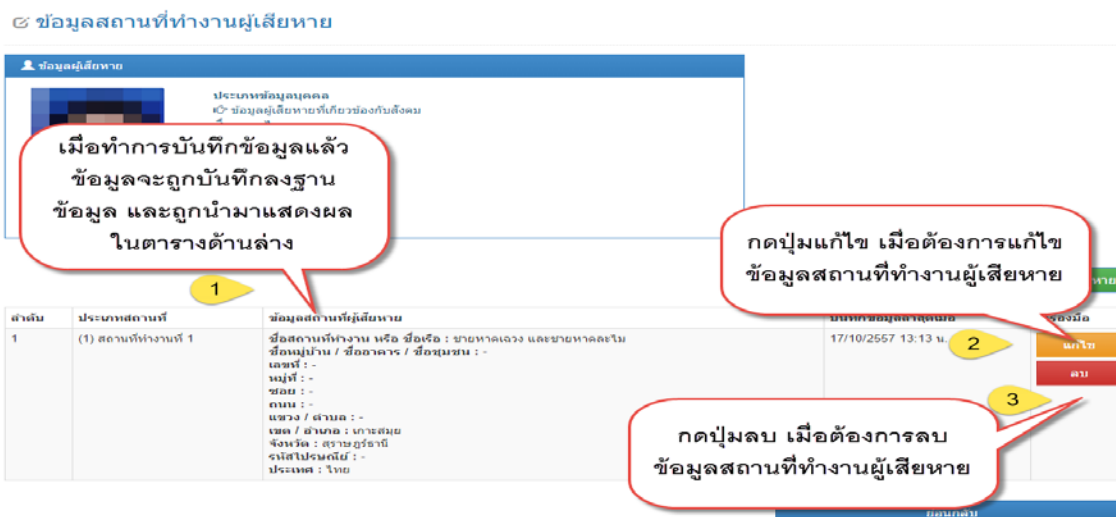 ข้อมูลสถานที่ทำงานผู้เสียหาย
ข้อมูลผู้เสียหาย
ประเภทข้อมูลบุคคล
ข้อมูลผู้เสียหายที่เกี่ยวข้องกับสังคม
เมื่อทำการบันทึกข้อมูลแล้ว
ข้อมูลจะถูกบันทึกลงฐาน
ข้อมูล และถูกนำมาแสดงผล
ในตารางด้านล่าง
กดปุ่มแก้ไข เมื่อต้องการแก้ไข
ข้อมูลสถานที่ทำงานผู้เสียหาย
1
ลำดับ ประเภทสถานที่ ข้อมูลสถานที่ผู้เสียหาย บันทึกข้อมูลล่าสุดเมื่อ
1 (1) สถานที่ทำงานที่ 1 ชื่อสถานที่ทำงาน หรือ ชื่อเรือ : ชายหาดเฉวง และชายหาดละไม 17/10/2557 13:13 น. 2 แก้ไข
ชื่อหมู่บ้าน / ชื่ออาคาร / ชื่อชุมชน : -
เลขที่ : -
หมู่ที่ : - ลบ
ซอย : -
ถนน : - 3
แขวง / ตำบล : -
เขต / อำเภอ : เกาะสมุย
จังหวัด : สุราษฎร์ธานี
รหัสไปรษณีย์ : -
ประเทศ : ไทย
กดปุ่มลบ เมื่อต้องการลบ
ข้อมูลสถานที่ทำงานผู้เสียหาย
ย้อนกลับ